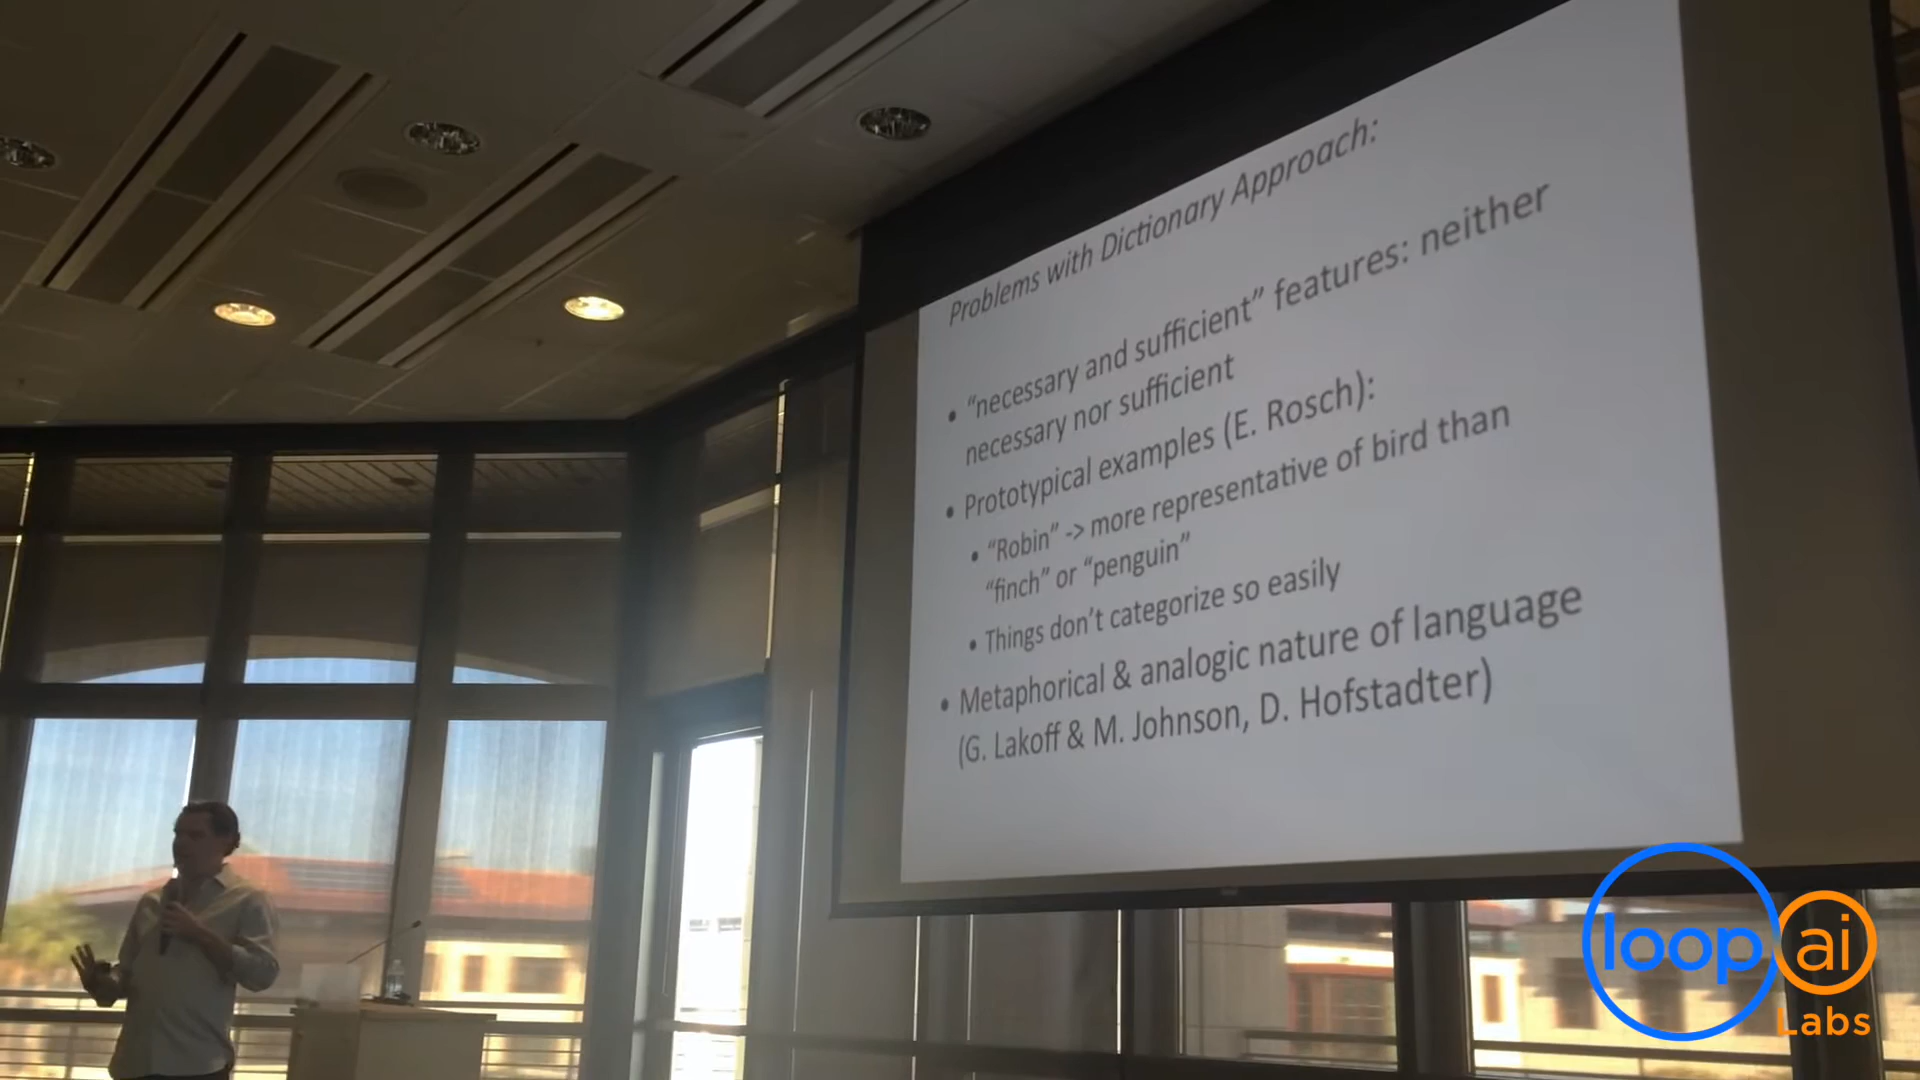 Problems with Dictionary Approach:
• “necessary and sufficient” features: neither
necessary nor sufficient
• Prototypical examples (E. Rosch):
• “Robin” -> more representative of bird than
“finch” or “penguin”
• Things don’t categorize so easily
• Metaphorical & analogic nature of language
(G. Lakoff & M. Johnson, D. Hofstadter)
loop ai
Labs